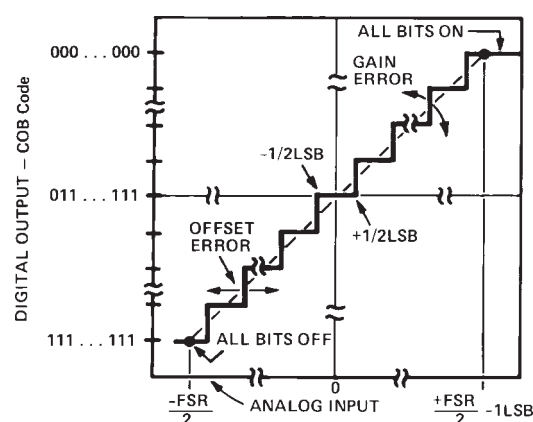 ALL BITS ON
000 . . . 000
GAIN
ERROR
DIGITAL OUTPUT – COB Code
-1/2LSB
011 . . . 111
OFFSET
ERROR
+1/2LSB
111 . . . 111
ALL BITS OFF
0
-FSR
2
ANALOG INPUT
+FSR
2
-1LSB